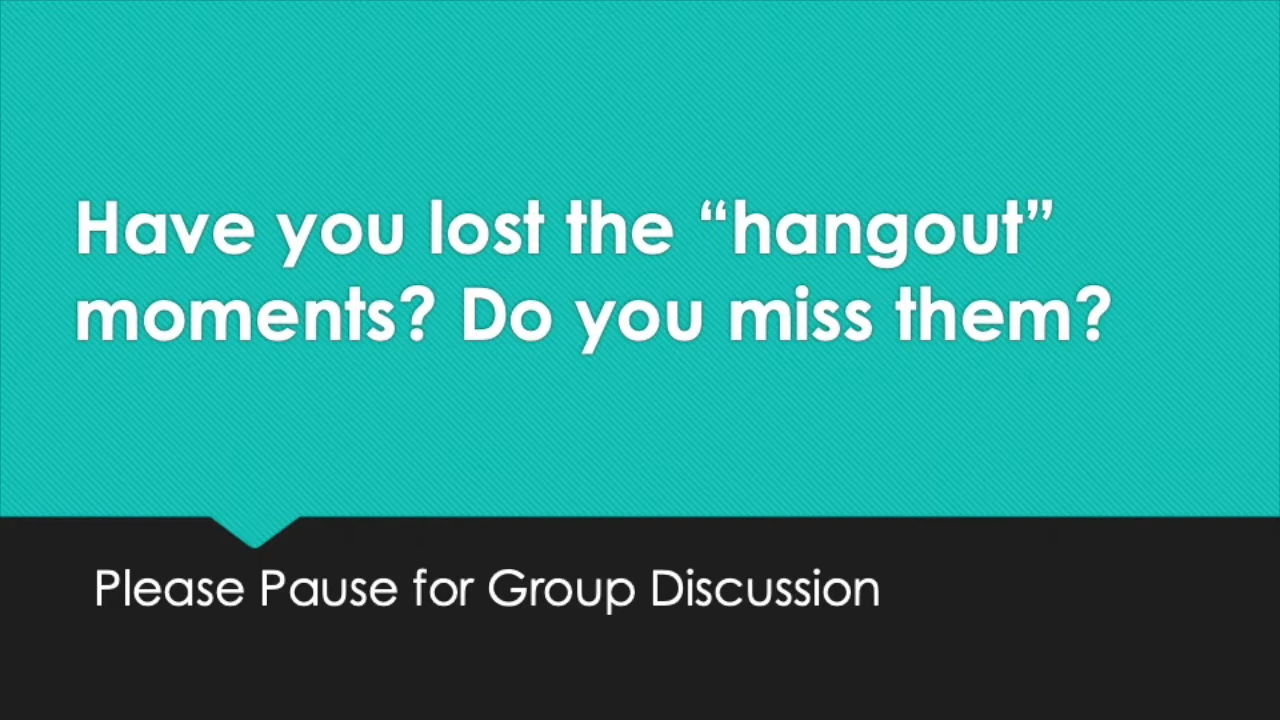 Have you lost the “hangout”
moments? Do you miss them?
Please Pause for Group Discussion